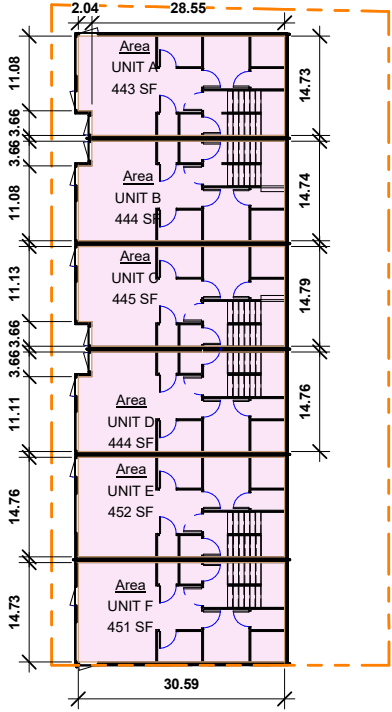 2.04 28.55
Area
UNIT A
443 SF
11.08
3.66
14.73
3.66
11.08
Area
UNIT B
444 SF
14.74
Area
UNIT C
445 SF
11.13
3.66
14.79
3.66
11.11
Area
UNIT D
444 SF
14.76
Area
UNIT E
452 SF
14.76
Area
UNIT F
451 SF
14.73
30.59